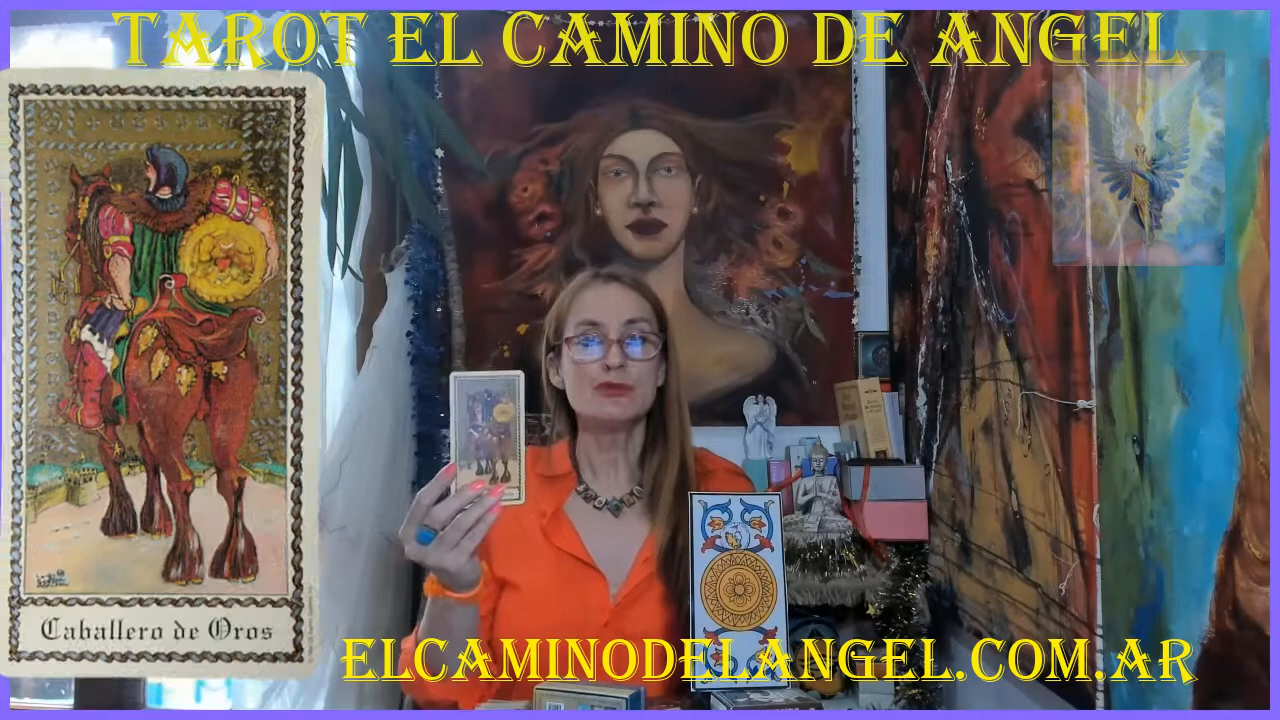 TAROT EL CAMINO DE ANGEL
Caballero de Oros
ELCAMINODELANGEL.COM.AR